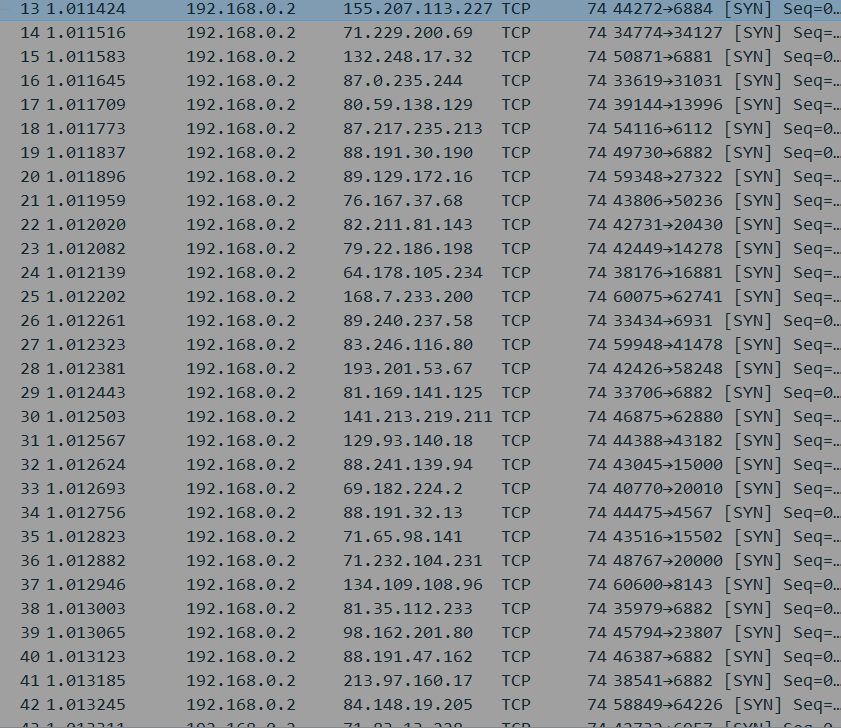 13 1.011424 192.168.0.2 155.207.113.227 TCP 74 44272→6884 [SYN] Seq=0…
14 1.011516 192.168.0.2 71.229.200.69 TCP 74 34774→34127 [SYN] Seq=…
15 1.011583 192.168.0.2 132.248.17.32 TCP 74 50871→6881 [SYN] Seq=0…
16 1.011645 192.168.0.2 87.0.235.244 TCP 74 33619→31031 [SYN] Seq=…
17 1.011709 192.168.0.2 80.59.138.129 TCP 74 39144→13996 [SYN] Seq=…
18 1.011773 192.168.0.2 87.217.235.213 TCP 74 54116→6112 [SYN] Seq=0…
19 1.011837 192.168.0.2 88.191.30.190 TCP 74 49730→6882 [SYN] Seq=0…
20 1.011896 192.168.0.2 89.129.172.16 TCP 74 59348→27322 [SYN] Seq=…
21 1.011959 192.168.0.2 76.167.37.68 TCP 74 43806→50236 [SYN] Seq=…
22 1.012020 192.168.0.2 82.211.81.143 TCP 74 42731→20430 [SYN] Seq=…
23 1.012082 192.168.0.2 79.22.186.198 TCP 74 42449→14278 [SYN] Seq=…
24 1.012139 192.168.0.2 64.178.105.234 TCP 74 38176→16881 [SYN] Seq=…
25 1.012202 192.168.0.2 168.7.233.200 TCP 74 60075→62741 [SYN] Seq=…
26 1.012261 192.168.0.2 89.240.237.58 TCP 74 33434→6931 [SYN] Seq=0…
27 1.012323 192.168.0.2 83.246.116.80 TCP 74 59948→41478 [SYN] Seq=…
28 1.012381 192.168.0.2 193.201.53.67 TCP 74 42426→58248 [SYN] Seq=…
29 1.012443 192.168.0.2 81.169.141.125 TCP 74 33706→6882 [SYN] Seq=0…
30 1.012503 192.168.0.2 141.213.219.211 TCP 74 46875→62880 [SYN] Seq=…
31 1.012567 192.168.0.2 129.93.140.18 TCP 74 44388→43182 [SYN] Seq=…
32 1.012624 192.168.0.2 88.241.139.94 TCP 74 43045→15000 [SYN] Seq=…
33 1.012693 192.168.0.2 69.182.224.2 TCP 74 40770→20010 [SYN] Seq=…
34 1.012756 192.168.0.2 88.191.32.13 TCP 74 44475→4567 [SYN] Seq=0…
35 1.012823 192.168.0.2 71.65.98.141 TCP 74 43516→15502 [SYN] Seq=…
36 1.012882 192.168.0.2 71.232.104.231 TCP 74 48767→20000 [SYN] Seq=…
37 1.012946 192.168.0.2 134.109.108.96 TCP 74 60600→8143 [SYN] Seq=0…
38 1.013003 192.168.0.2 81.35.112.233 TCP 74 35979→6882 [SYN] Seq=0…
39 1.013065 192.168.0.2 98.162.201.80 TCP 74 45794→23807 [SYN] Seq=…
40 1.013123 192.168.0.2 88.191.47.162 TCP 74 46387→6882 [SYN] Seq=0…
41 1.013185 192.168.0.2 213.97.160.17 TCP 74 38541→6882 [SYN] Seq=0…
42 1.013245 192.168.0.2 84.148.19.205 TCP 74 58849→64226 [SYN] Seq=…